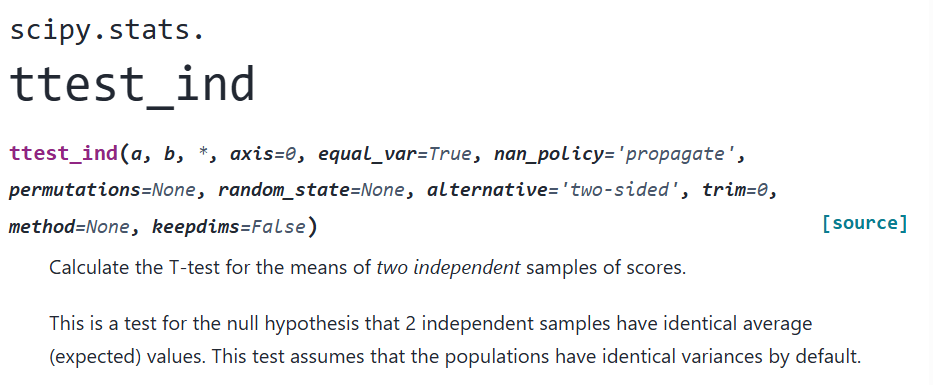 scipy.stats.
ttest_ind
ttest_ind(a, b, *, axis=0, equal_var=True, nan_policy='propagate',
permutations=None, random_state=None, alternative='two-sided', trim=0,
method=None, keepdims=False)
[source]
Calculate the T-test for the means of two independent samples of scores.
This is a test for the null hypothesis that 2 independent samples have identical average
(expected) values. This test assumes that the populations have identical variances by default.